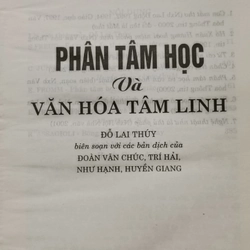 PHÂN TÂM HỌC
Và
VĂN HÓA TÂM LINH
ĐỖ LAI THÚY
biên soạn với các bản dịch của
ĐOÀN VĂN CHÚC, TRÍ HẢI,
NHƯ HẠNH, HUYỀN GIANG